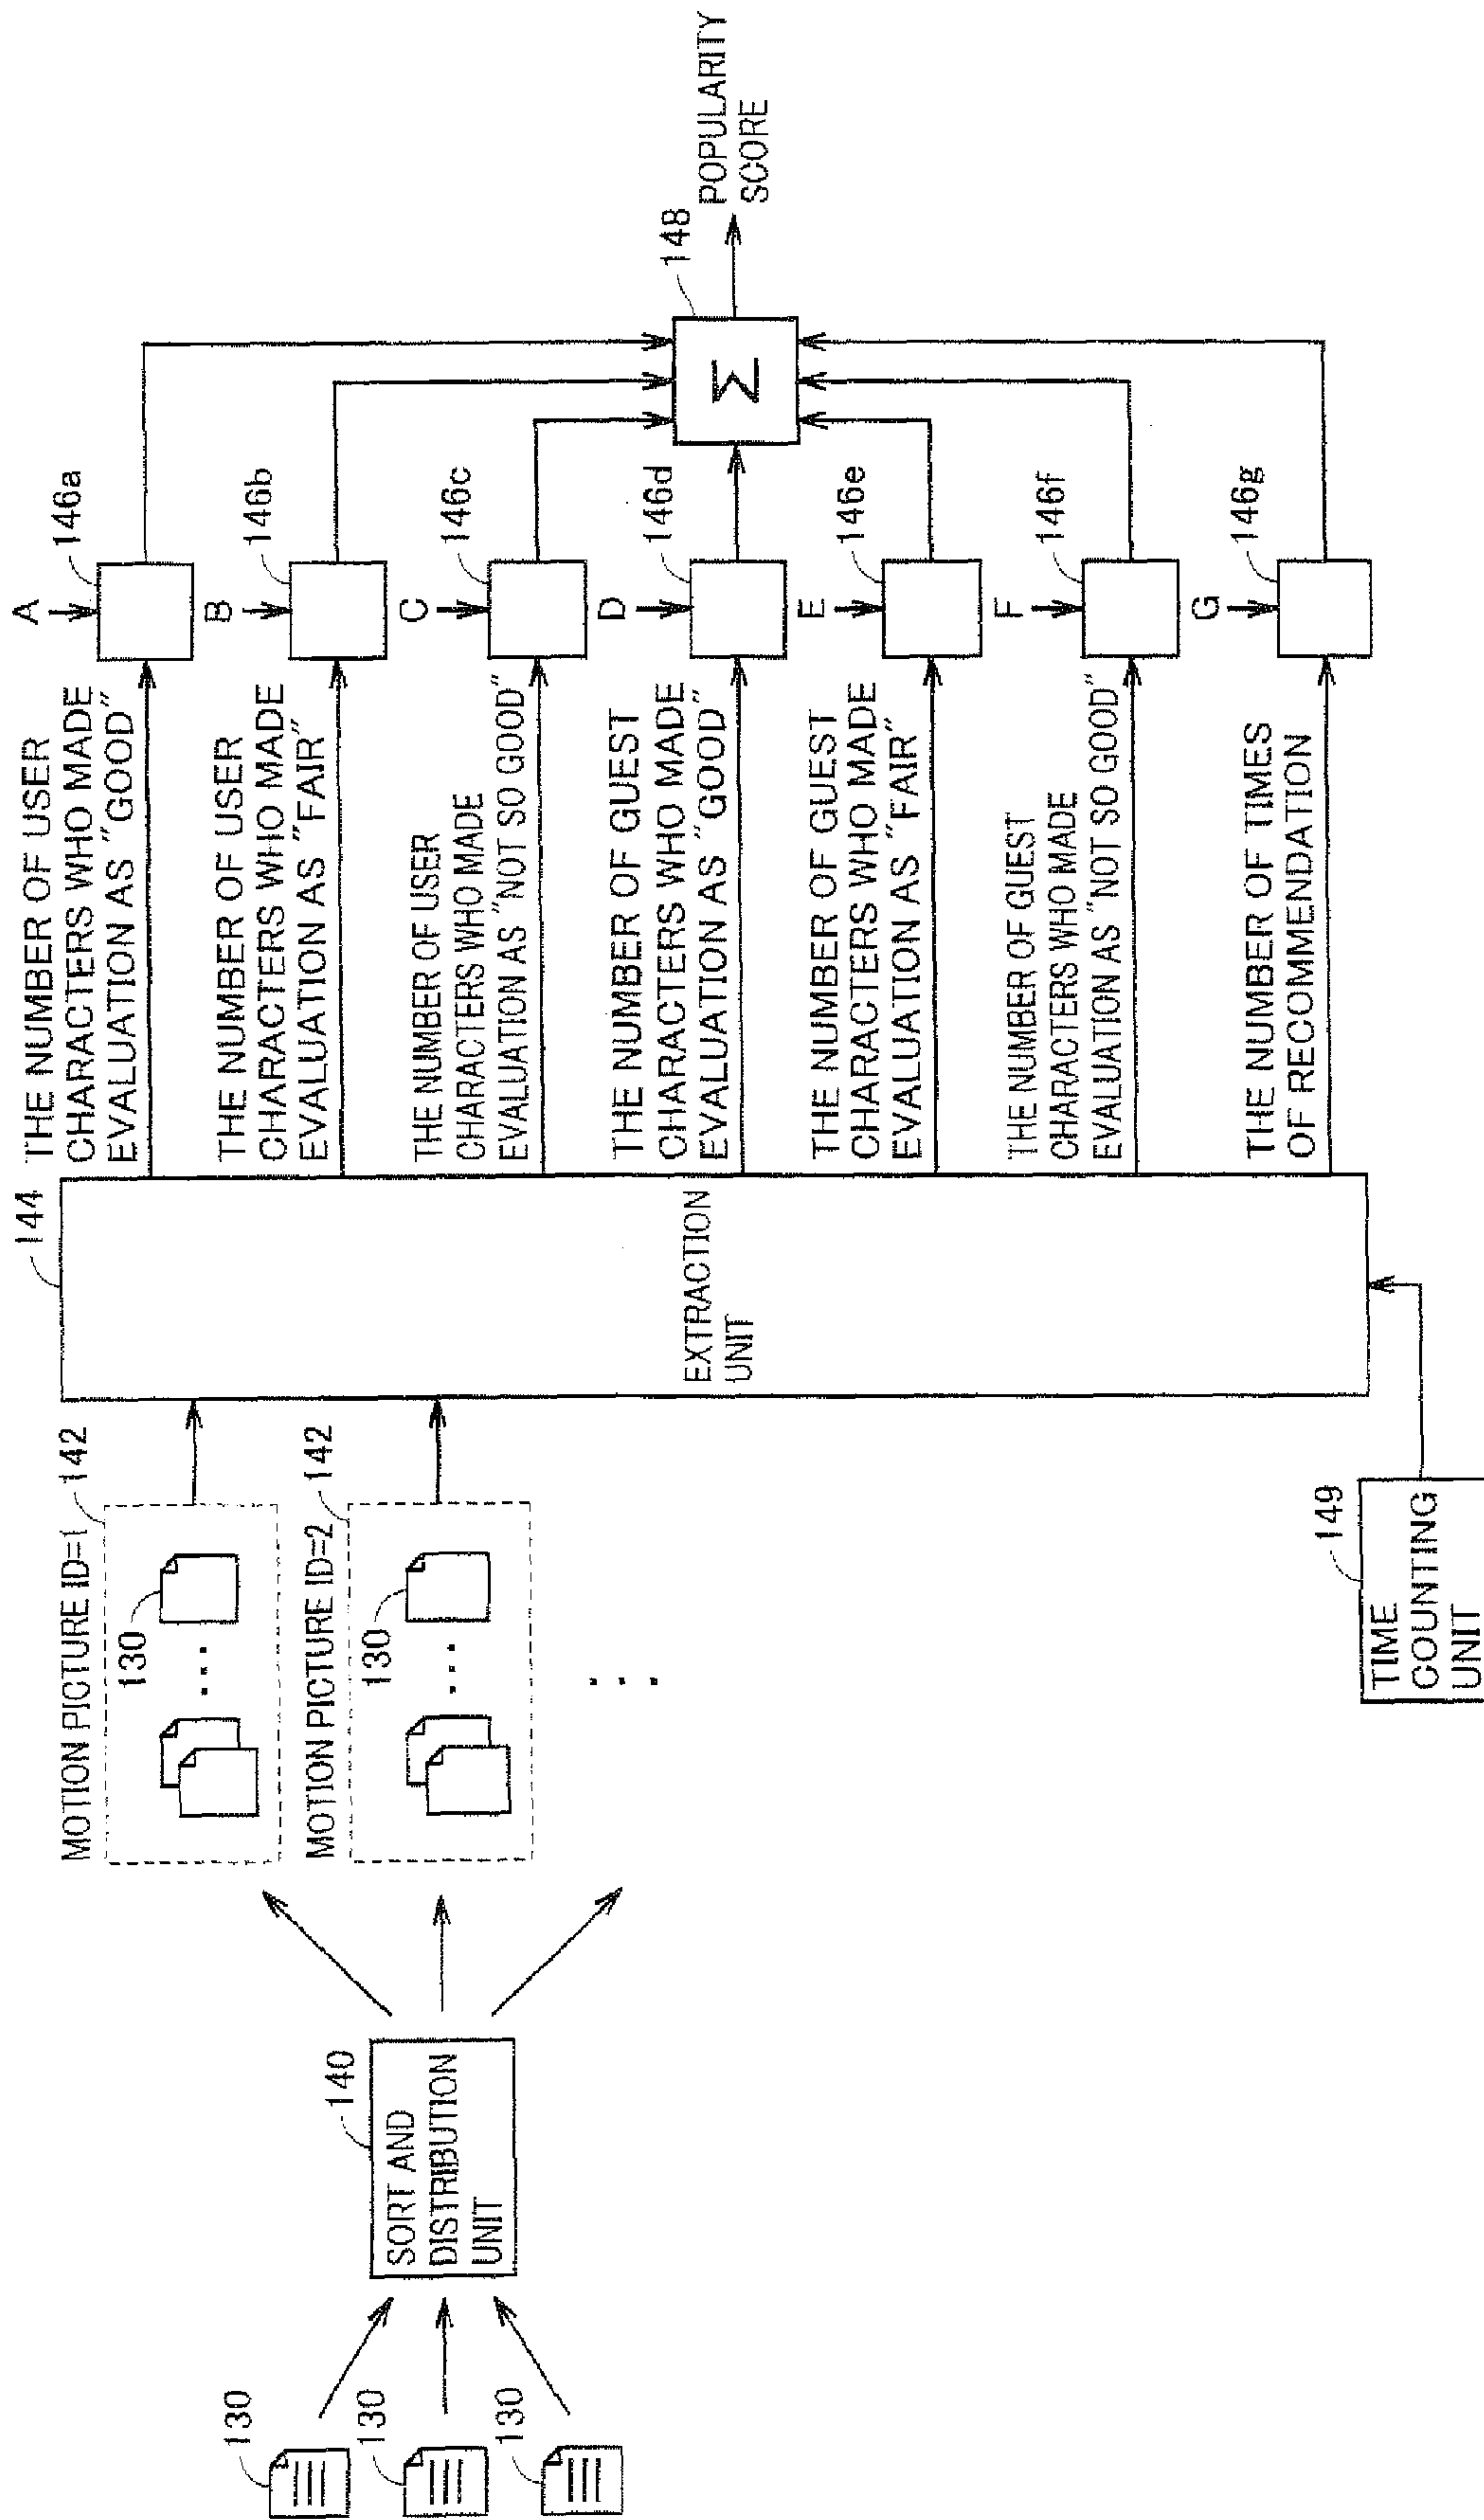 130
130
130
140
SORT AND
DISTRIBUTION
UNIT
MOTION PICTURE ID=1
142
130
...
MOTION PICTURE ID=2
142
130
...
...
144
EXTRACTION
UNIT
149
TIME
COUNTING
UNIT
THE NUMBER OF USER
CHARACTERS WHO MADE
EVALUATION AS "GOOD"
A
146a
THE NUMBER OF USER
CHARACTERS WHO MADE
EVALUATION AS "FAIR"
B
146b
THE NUMBER OF USER
CHARACTERS WHO MADE
EVALUATION AS "NOT SO GOOD"
C
146c
THE NUMBER OF GUEST
CHARACTERS WHO MADE
EVALUATION AS "GOOD"
D
146d
THE NUMBER OF GUEST
CHARACTERS WHO MADE
EVALUATION AS "FAIR"
E
146e
THE NUMBER OF GUEST
CHARACTERS WHO MADE
EVALUATION AS "NOT SO GOOD"
F
146f
THE NUMBER OF TIMES
OF RECOMMENDATION
G
146g
148
Σ
POPULARITY
SCORE